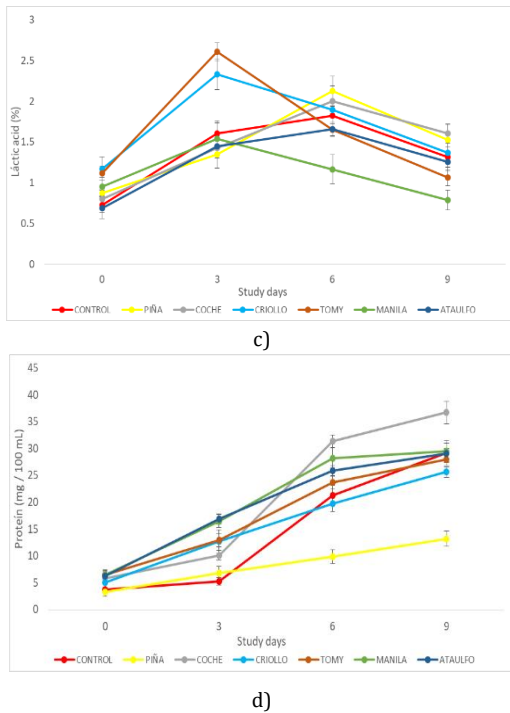 3
2.5
2
1.5
1
0.5
0
Láctic acid (%)
0 3 6 9
Study days
CONTROL PIÑA COCHE CRIOLLO TOMY MANILA ATAULFO
c)
45
40
35
30
25
20
15
10
5
0
Protein (mg / 100 mL)
0 3 6 9
Study days
CONTROL PIÑA COCHE CRIOLLO TOMY MANILA ATAULFO
d)